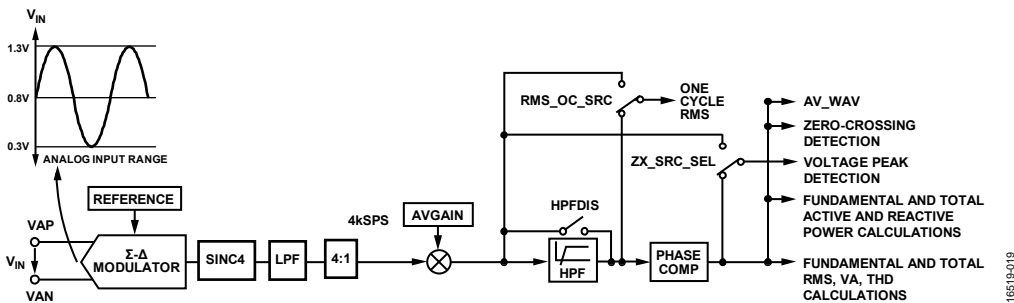 VIN
1.3V
0.8V
0.3V
ANALOG INPUT RANGE
REFERENCE
VAP
VIN
VAN
Σ-Δ
MODULATOR
SINC4
LPF
4:1
4kSPS
AVGAIN
HPFDIS
HPF
PHASE
COMP
RMS_OC_SRC
ONE
CYCLE
RMS
ZX_SRC_SEL
AV_WAV
ZERO-CROSSING
DETECTION
VOLTAGE PEAK
DETECTION
FUNDAMENTAL AND TOTAL
ACTIVE AND REACTIVE
POWER CALCULATIONS
FUNDAMENTAL AND TOTAL
RMS, VA, THD
CALCULATIONS
16519-019